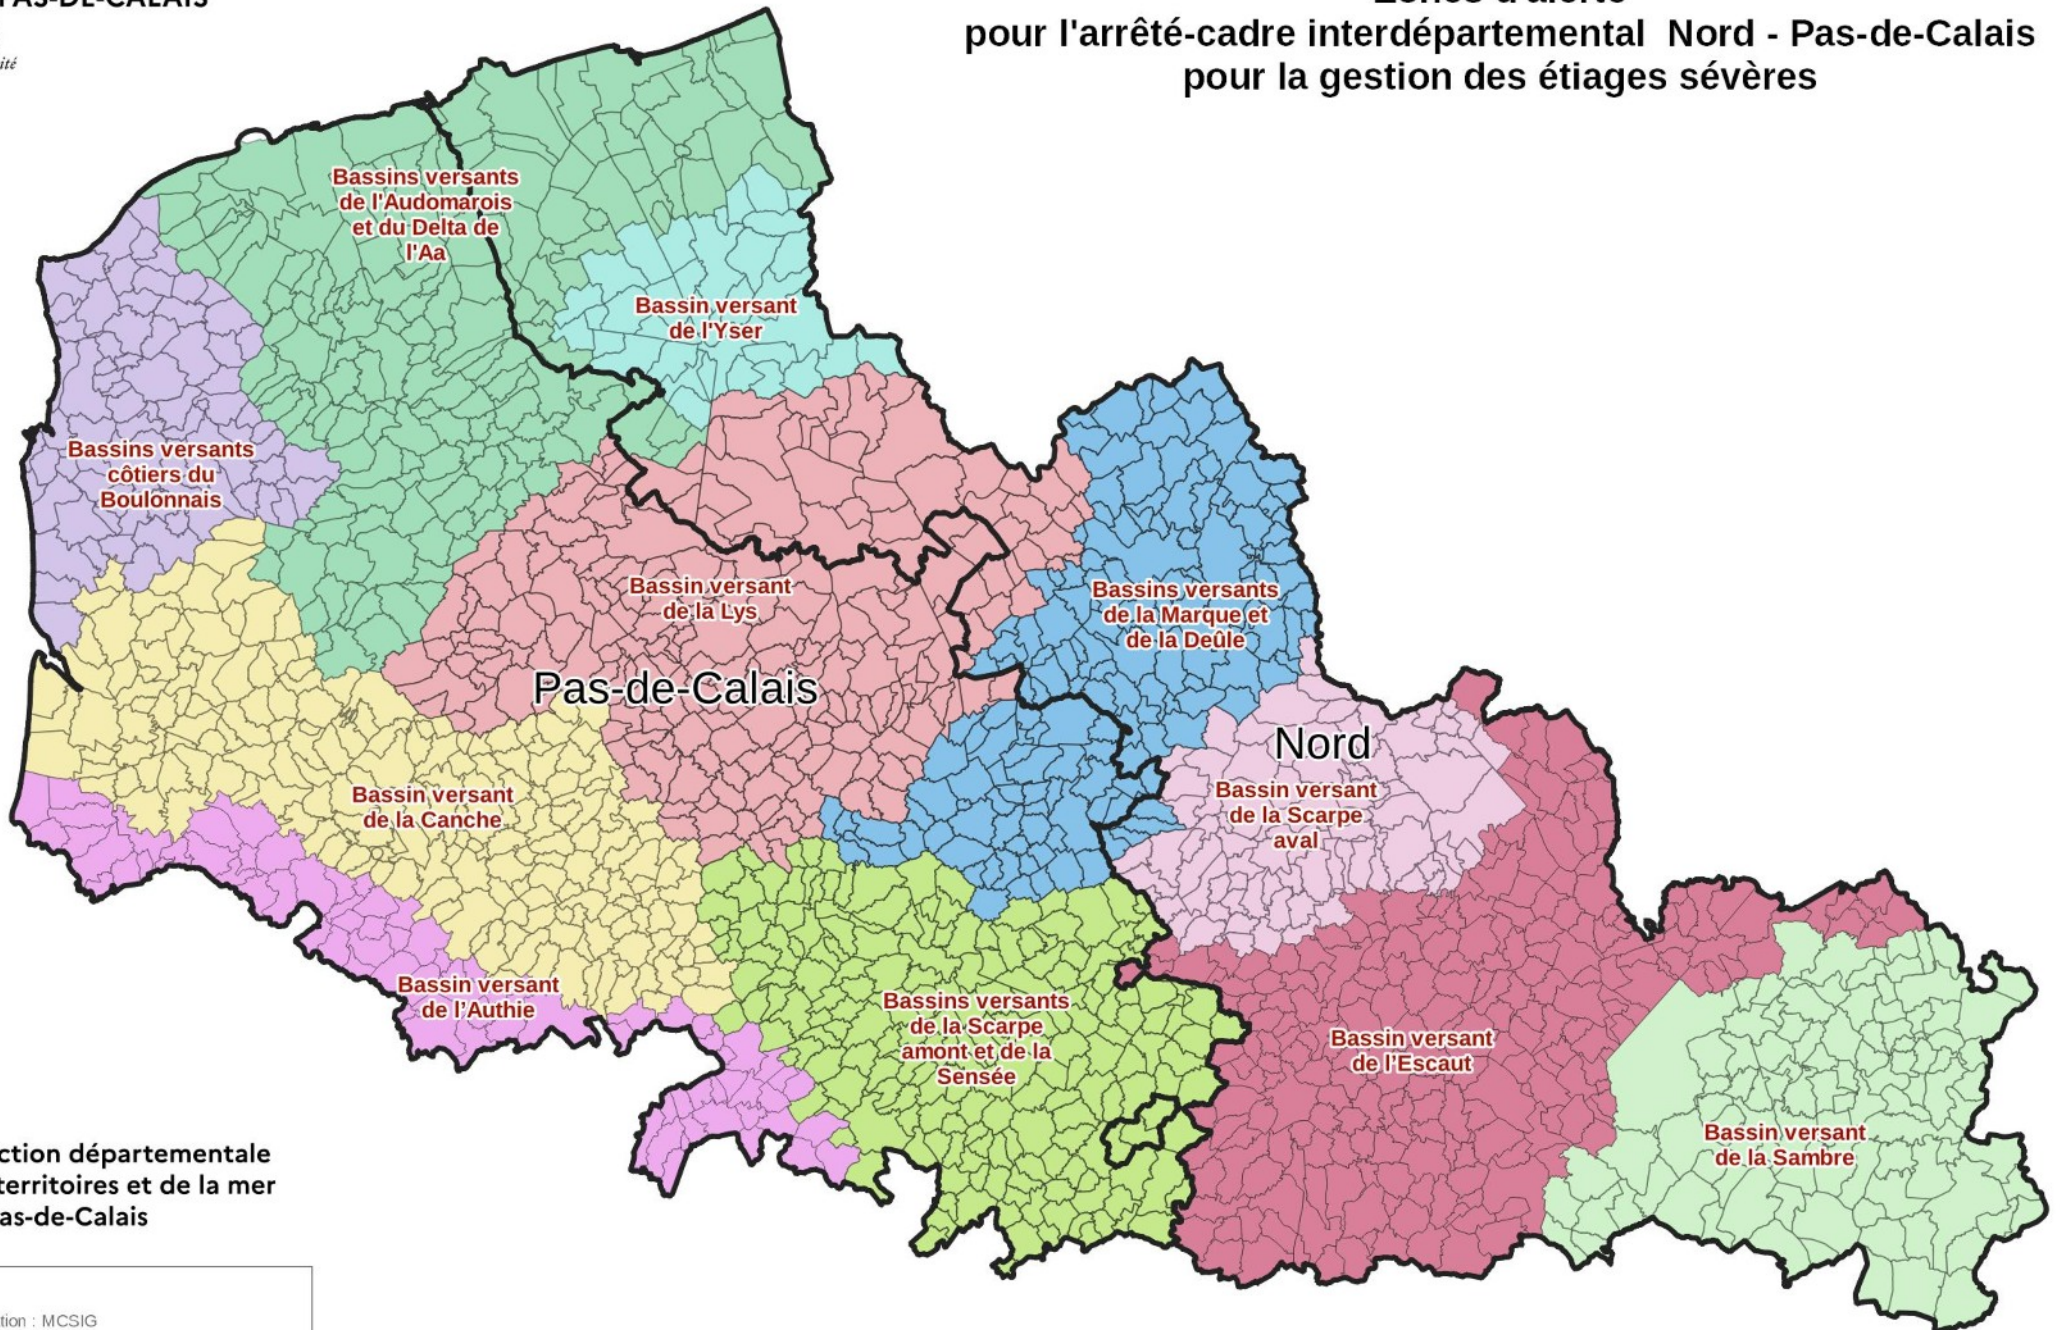 PAS-DE-CALAIS
ité
Zones d'alerte
pour l'arrêté-cadre interdépartemental Nord - Pas-de-Calais
pour la gestion des étiages sévères
Bassins versants
de l'Audomarois
et du Delta de
l'Aa
Bassin versant
de l'Yser
Bassins versants
côtiers du
Boulonnais
Bassin versant
de la Lys
Bassins versants
de la Marque et
de la Deûle
Pas-de-Calais
Nord
Bassin versant
de la Canche
Bassin versant
de la Scarpe
aval
Bassin versant
de l'Authie
Bassins versants
de la Scarpe
amont et de la
Sensée
Bassin versant
de l'Escaut
Bassin versant
de la Sambre
ction départementale
territoires et de la mer
as-de-Calais
tion : MCSIG